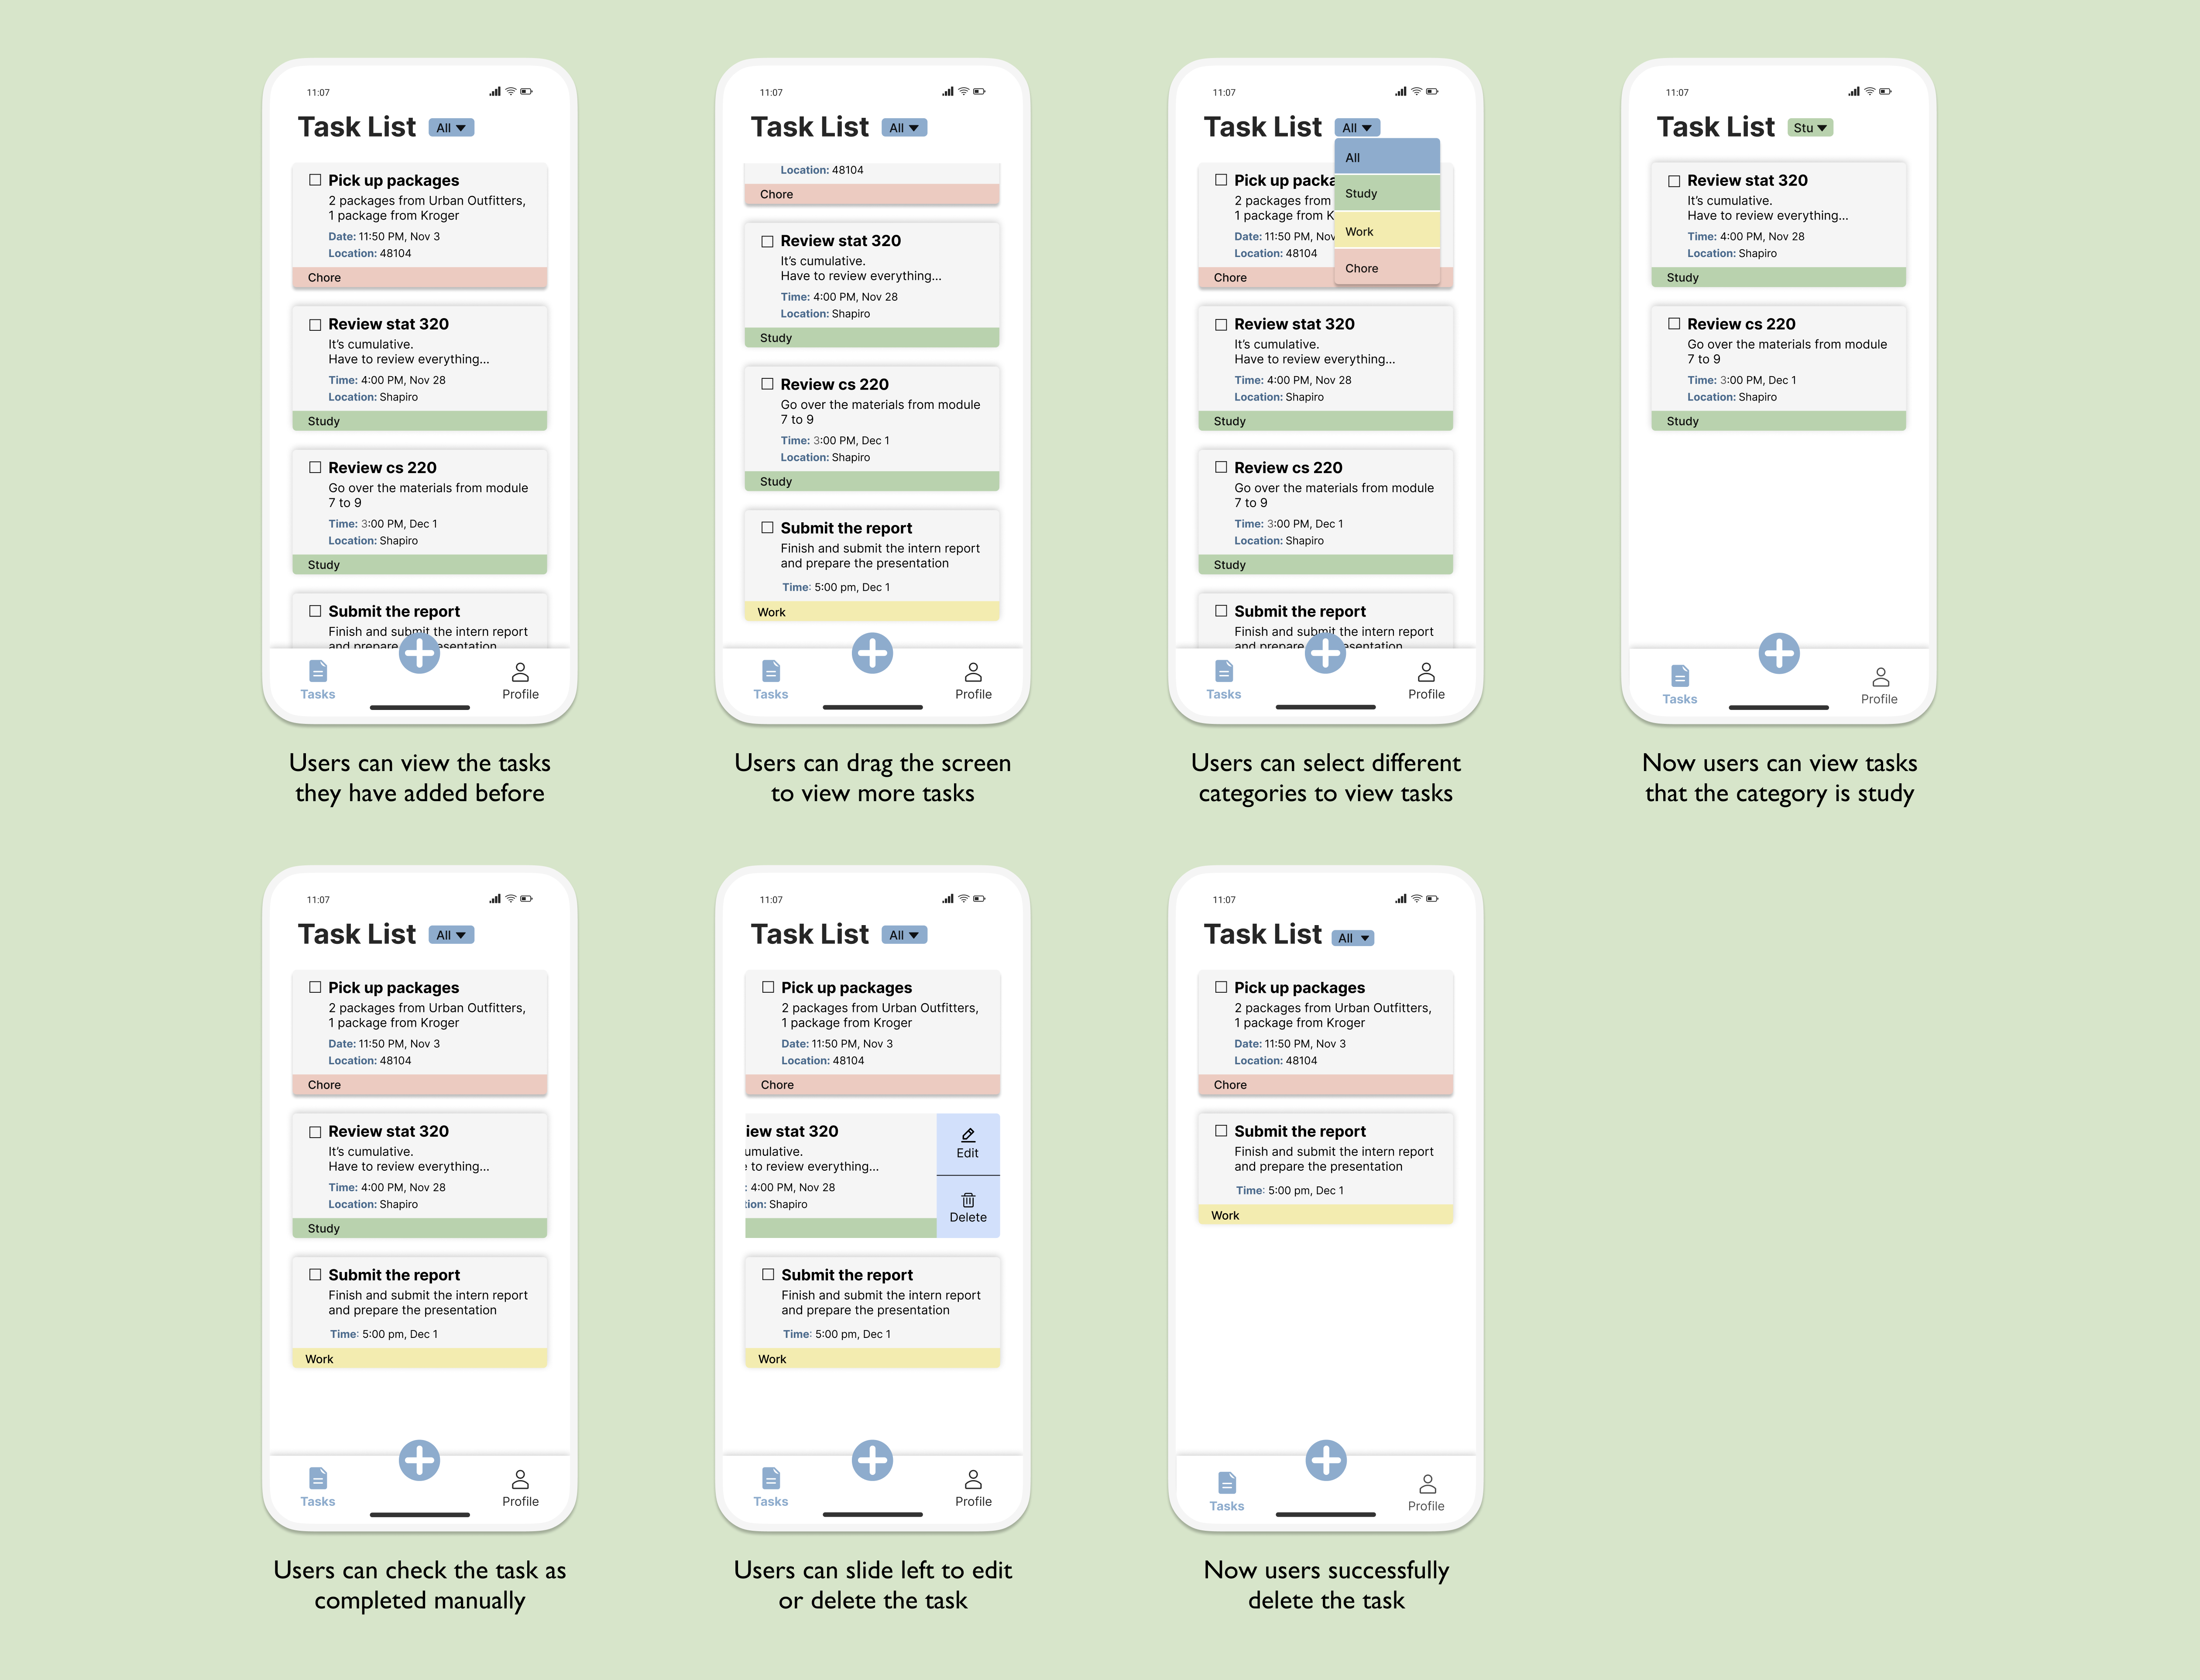 11:07
Task List All
Pick up packages
2 packages from Urban Outfitters,
1 package from Kroger
Date: 11:50 PM, Nov 3
Location: 48104
Chore
Review stat 320
It's cumulative.
Have to review everything...
Time: 4:00 PM, Nov 28
Location: Shapiro
Study
Review cs 220
Go over the materials from module
7 to 9
Time: 3:00 PM, Dec 1
Location: Shapiro
Study
Submit the report
Finish and submit the intern report
and prepare esentation
Tasks
Profile
Users can view the tasks
they have added before
11:07
Task List All
Location: 48104
Chore
Review stat 320
It's cumulative.
Have to review everything...
Time: 4:00 PM, Nov 28
Location: Shapiro
Study
Review cs 220
Go over the materials from module
7 to 9
Time: 3:00 PM, Dec 1
Location: Shapiro
Study
Submit the report
Finish and submit the intern report
and prepare the presentation
Time: 5:00 pm, Dec 1
Work
Tasks
Profile
Users can drag the screen
to view more tasks
11:07
Task List All
All
Study
Work
Chore
Pick up packa
2 packages from
1 package from K
Date: 11:50 PM, Nov
Location: 48104
Chore
Review stat 320
It's cumulative.
Have to review everything...
Time: 4:00 PM, Nov 28
Location: Shapiro
Study
Review cs 220
Go over the materials from module
7 to 9
Time: 3:00 PM, Dec 1
Location: Shapiro
Study
Submit the report
Finish and submit the intern report
and prepare esentation
Tasks
Profile
Users can select different
categories to view tasks
11:07
Task List Stu
Review stat 320
It's cumulative.
Have to review everything...
Time: 4:00 PM, Nov 28
Location: Shapiro
Study
Review cs 220
Go over the materials from module
7 to 9
Time: 3:00 PM, Dec 1
Location: Shapiro
Study
Tasks
Profile
Now users can view tasks
that the category is study
11:07
Task List All
Pick up packages
2 packages from Urban Outfitters,
1 package from Kroger
Date: 11:50 PM, Nov 3
Location: 48104
Chore
Review stat 320
It's cumulative.
Have to review everything...
Time: 4:00 PM, Nov 28
Location: Shapiro
Study
Submit the report
Finish and submit the intern report
and prepare the presentation
Time: 5:00 pm, Dec 1
Work
Tasks
Profile
Users can check the task as
completed manually
11:07
Task List All
Pick up packages
2 packages from Urban Outfitters,
1 package from Kroger
Date: 11:50 PM, Nov 3
Location: 48104
Chore
iew stat 320
umulative.
to review everything...
: 4:00 PM, Nov 28
tion: Shapiro
Edit
Delete
Submit the report
Finish and submit the intern report
and prepare the presentation
Time: 5:00 pm, Dec 1
Work
Tasks
Profile
Users can slide left to edit
or delete the task
11:07
Task List All
Pick up packages
2 packages from Urban Outfitters,
1 package from Kroger
Date: 11:50 PM, Nov 3
Location: 48104
Chore
Submit the report
Finish and submit the intern report
and prepare the presentation
Time: 5:00 pm, Dec 1
Work
Tasks
Profile
Now users successfully
delete the task